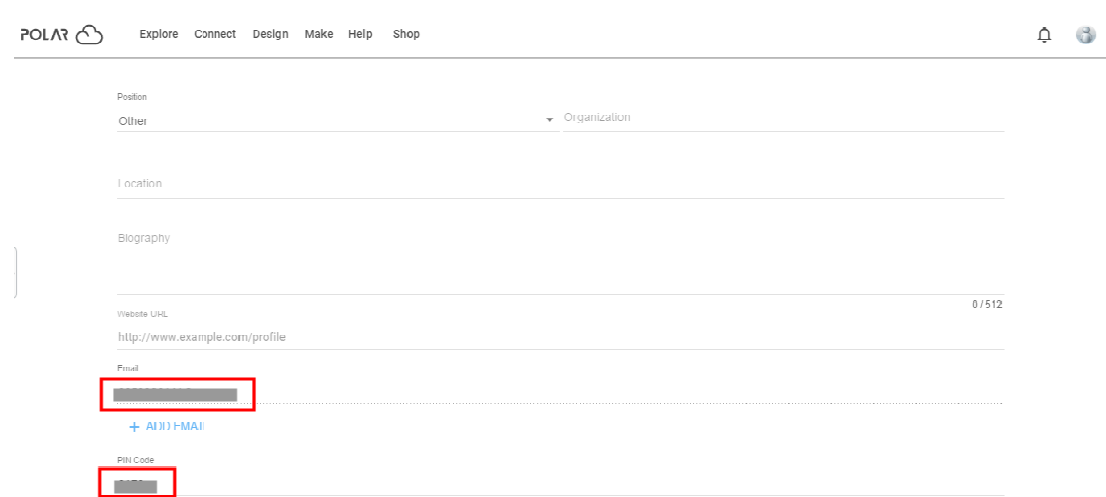 POLAR Explore Connect Design Make Help Shop
Position
Other Organization
Location
Biography
0 / 512
Website URL
http://www.example.com/profile
Email
+ ADD EMAIL
PIN Code